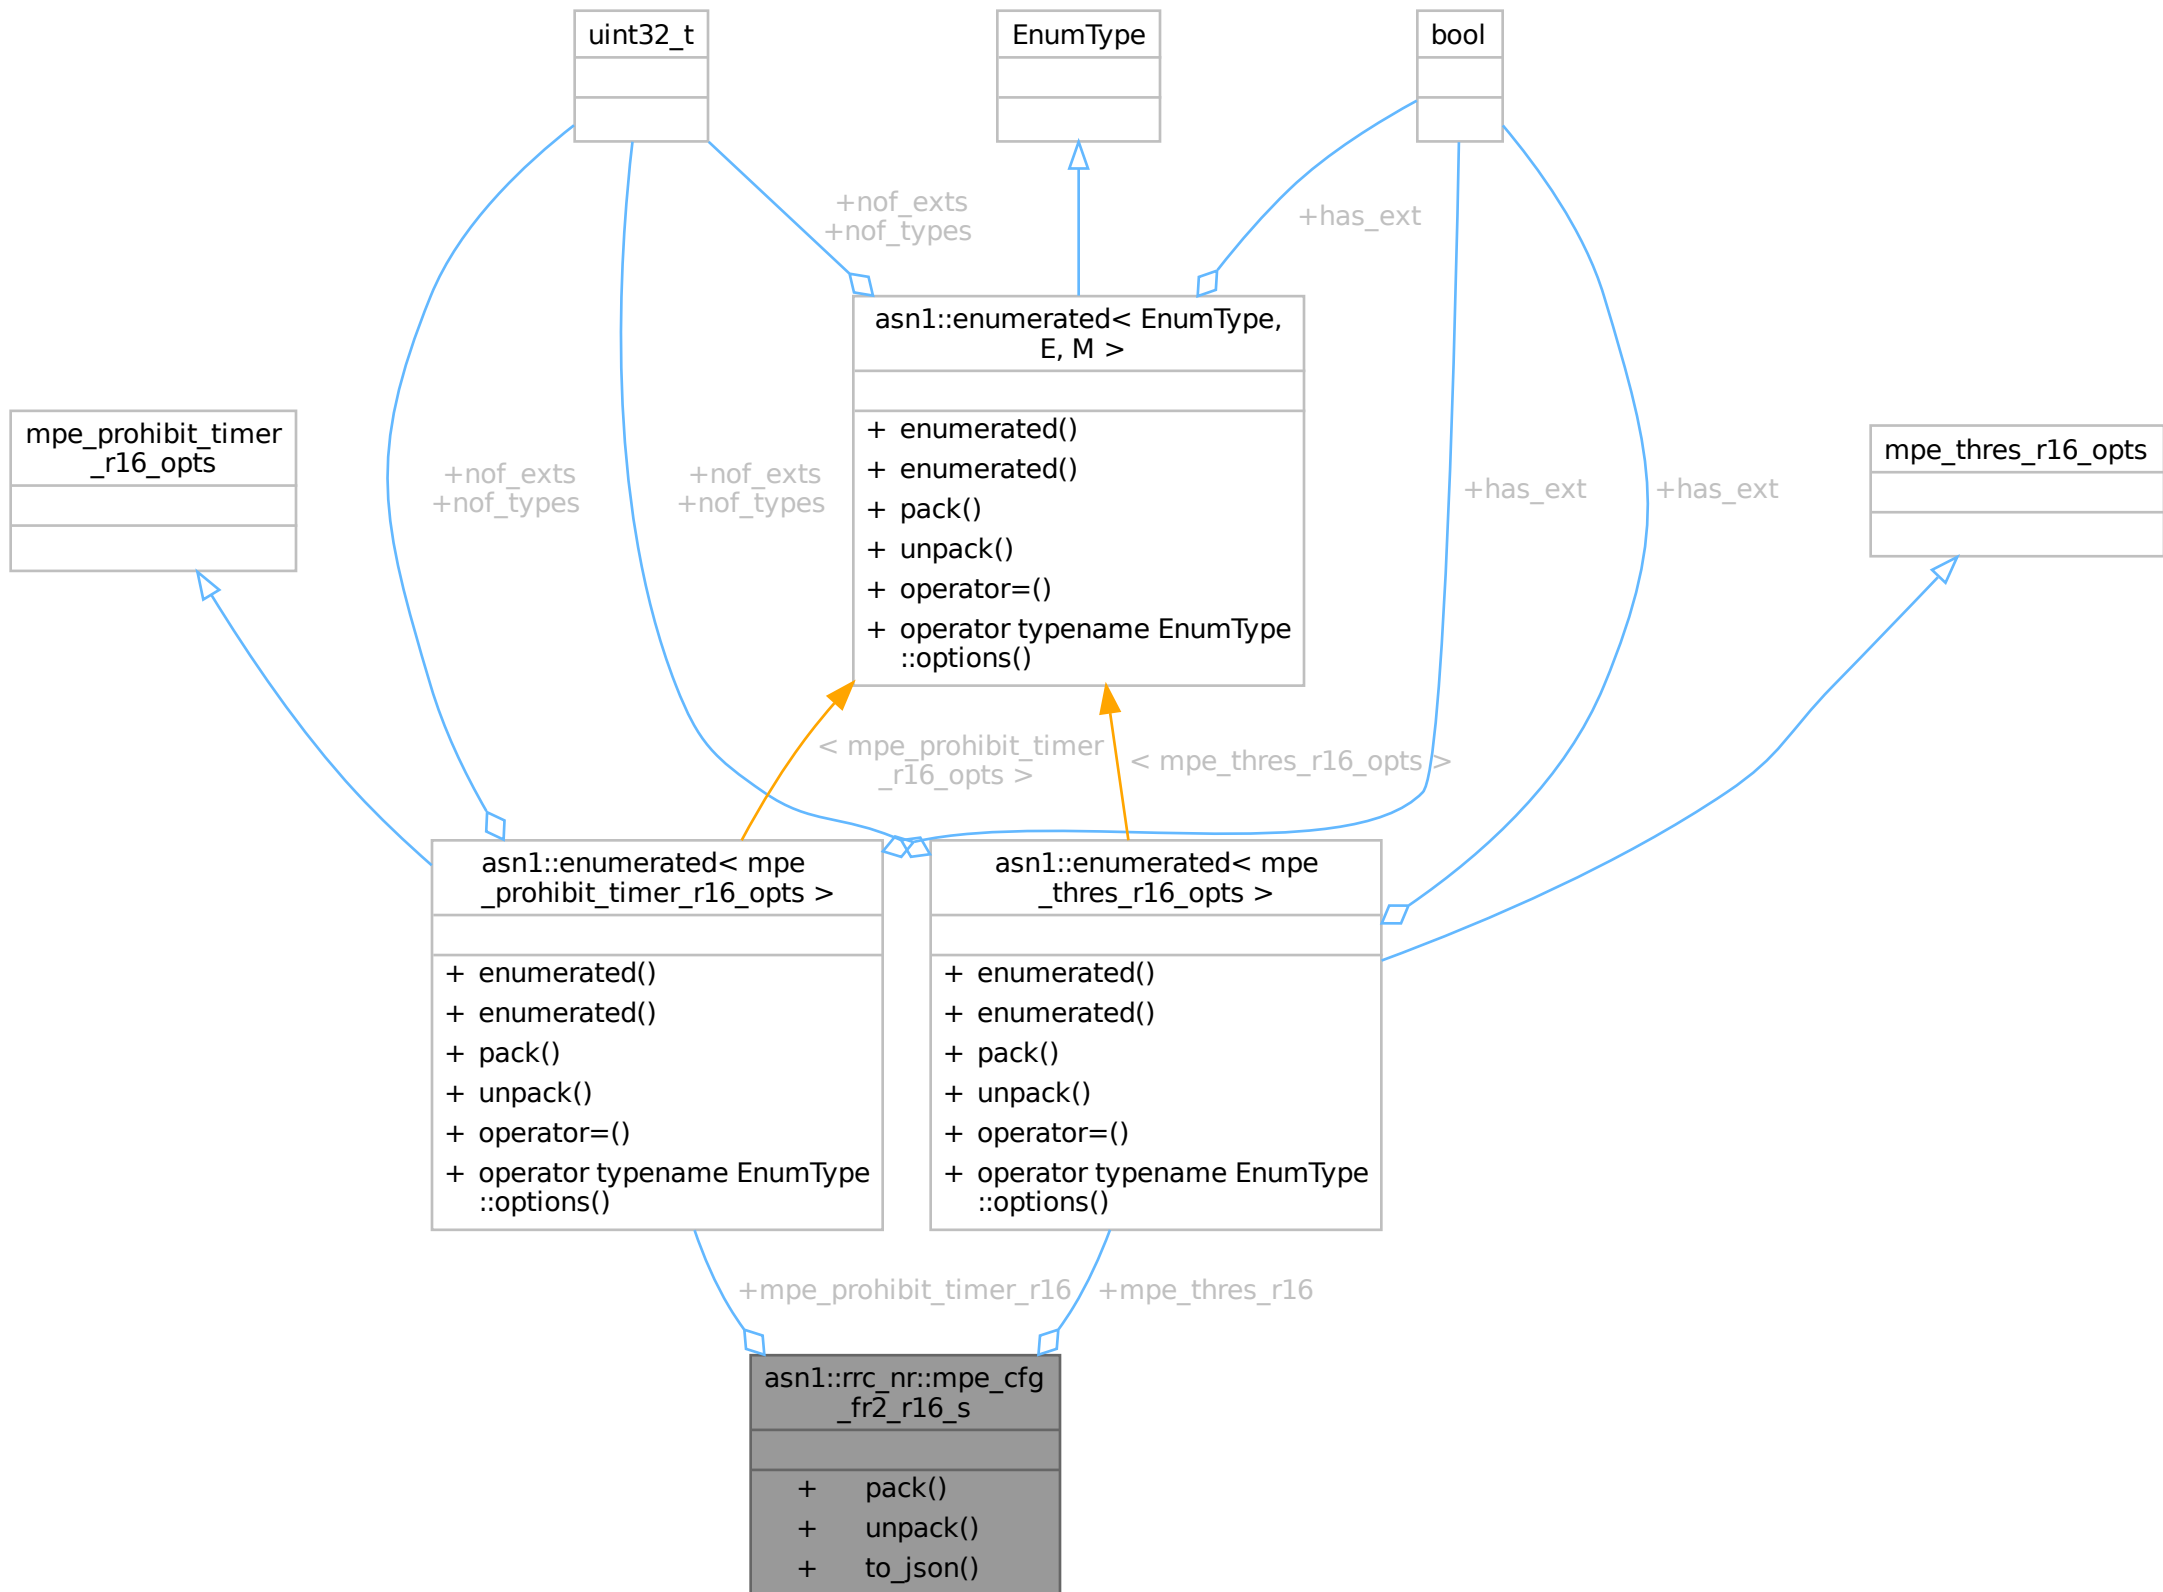 uint32_t
EnumType
bool
+nof_exts
+nof_types
+has_ext
asn1::enumerated< EnumType,
E, M >
+ enumerated()
+ enumerated()
+ pack()
+ unpack()
+ operator=()
+ operator typename EnumType
::options()
mpe_prohibit_timer
_r16_opts
+nof_exts
+nof_types
+nof_exts
+nof_types
+has_ext
+has_ext
mpe_thres_r16_opts
< mpe_prohibit_timer
_r16_opts >
< mpe_thres_r16_opts >
asn1::enumerated< mpe
_prohibit_timer_r16_opts >
+ enumerated()
+ enumerated()
+ pack()
+ unpack()
+ operator=()
+ operator typename EnumType
::options()
asn1::enumerated< mpe
_thres_r16_opts >
+ enumerated()
+ enumerated()
+ pack()
+ unpack()
+ operator=()
+ operator typename EnumType
::options()
+mpe_prohibit_timer_r16
+mpe_thres_r16
asn1::rrc_nr::mpe_cfg
_fr2_r16_s
+ pack()
+ unpack()
+ to_json()